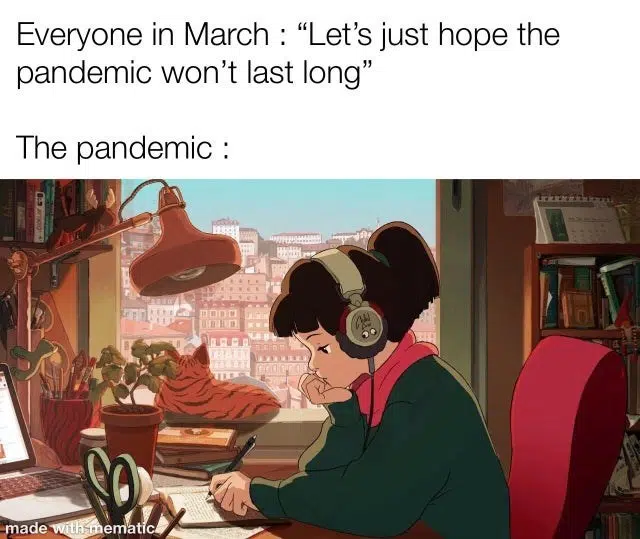 Everyone in March : “Let’s just hope the
pandemic won’t last long”
The pandemic :
made with mematic